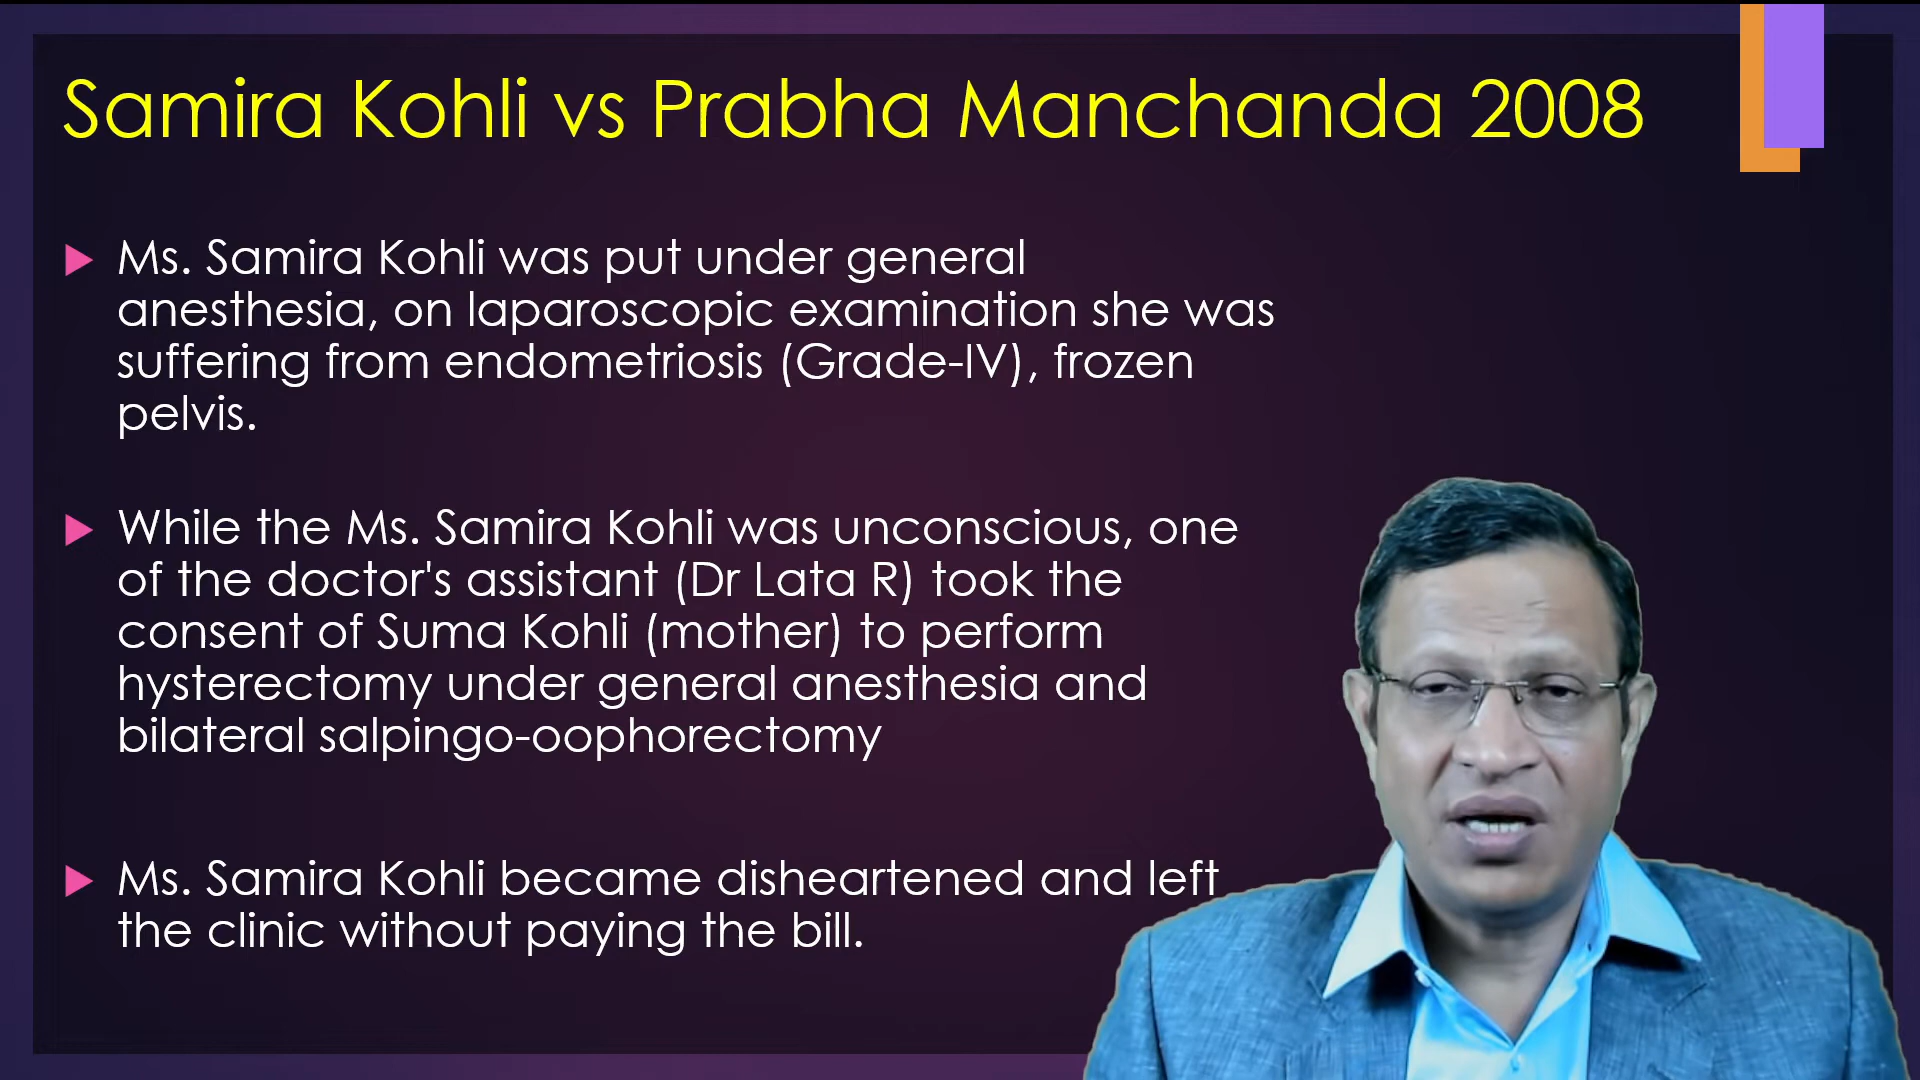 Samira Kohli vs Prabha Manchanda 2008
Ms. Samira Kohli was put under general
anesthesia, on laparoscopic examination she was
suffering from endometriosis (Grade-IV), frozen
pelvis.
While the Ms. Samira Kohli was unconscious, one
of the doctor's assistant (Dr Lata R) took the
consent of Suma Kohli (mother) to perform
hysterectomy under general anesthesia and
bilateral salpingo-oophorectomy
Ms. Samira Kohli became disheartened and left
the clinic without paying the bill.